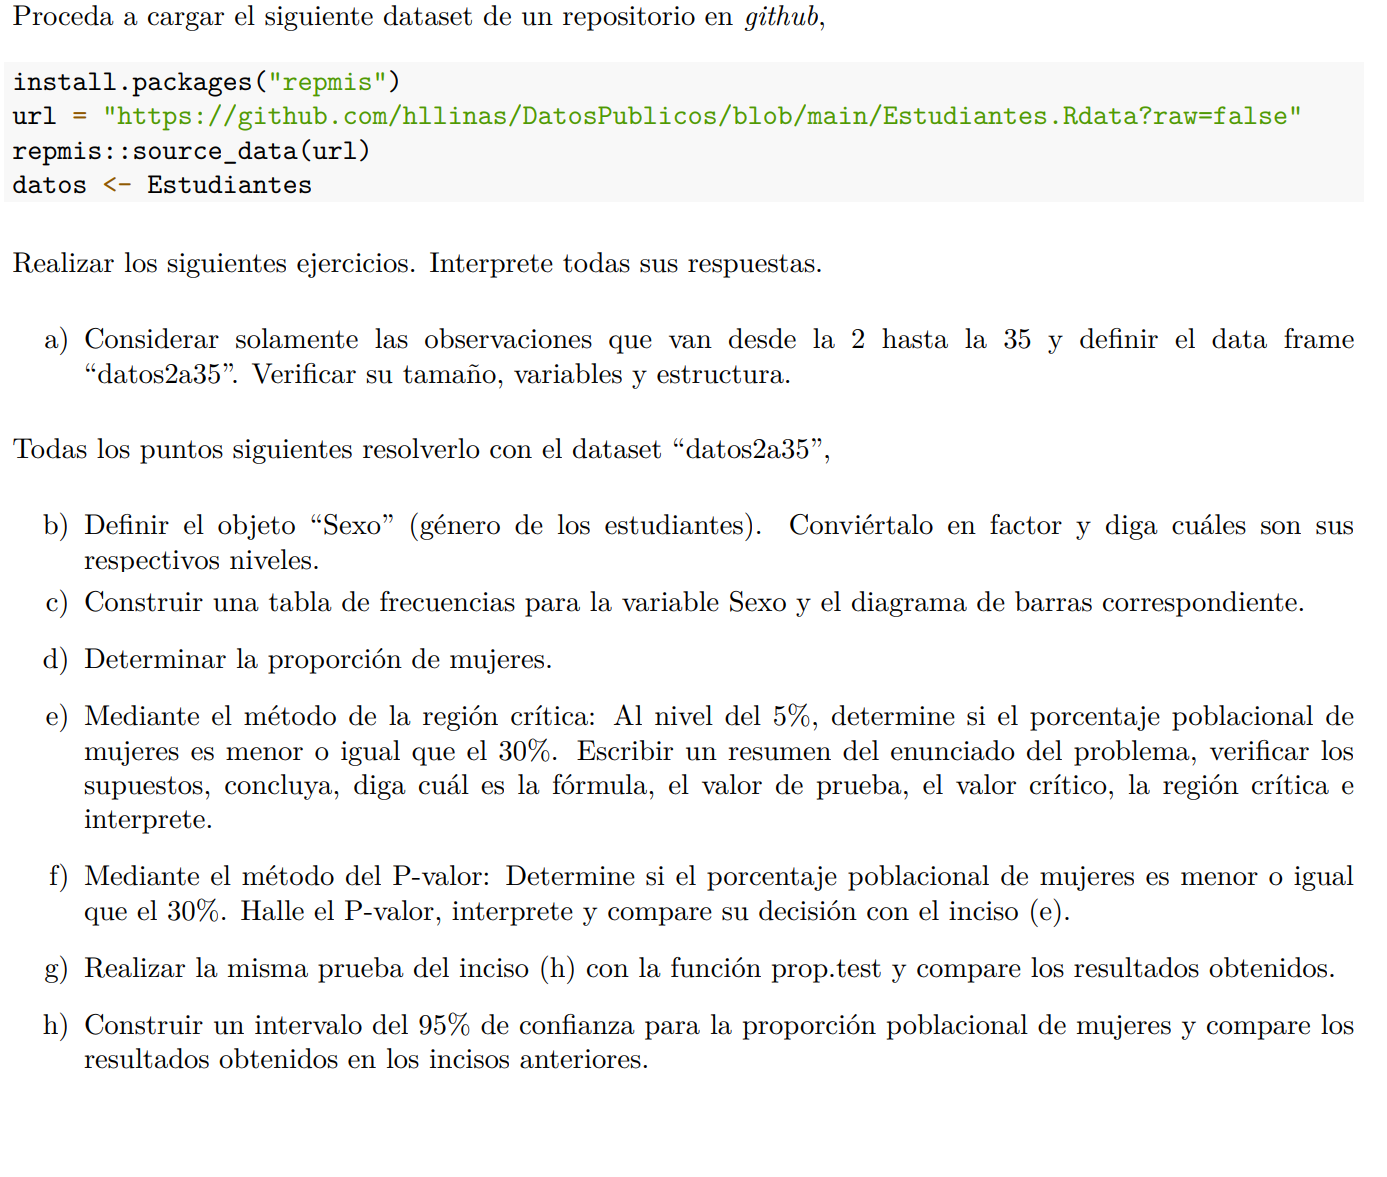 Proceda a cargar el siguiente dataset de un repositorio en github,
install.packages("repmis")
url = "https://github.com/hllinas/DatosPublicos/blob/main/Estudiantes.Rdata?raw=false"
repmis::source_data(url)
datos <- Estudiantes
Realizar los siguientes ejercicios. Interprete todas sus respuestas.
a) Considerar solamente las observaciones que van desde la 2 hasta la 35 y definir el data frame
“datos2a35”. Verificar su tamaño, variables y estructura.
Todas los puntos siguientes resolverlo con el dataset “datos2a35”,
b) Definir el objeto “Sexo” (género de los estudiantes). Conviértalo en factor y diga cuáles son sus
respectivos niveles.
c) Construir una tabla de frecuencias para la variable Sexo y el diagrama de barras correspondiente.
d) Determinar la proporción de mujeres.
e) Mediante el método de la región crítica: Al nivel del 5%, determine si el porcentaje poblacional de
mujeres es menor o igual que el 30%. Escribir un resumen del enunciado del problema, verificar los
supuestos, concluya, diga cuál es la fórmula, el valor de prueba, el valor crítico, la región crítica e
interprete.
f) Mediante el método del P-valor: Determine si el porcentaje poblacional de mujeres es menor o igual
que el 30%. Halle el P-valor, interprete y compare su decisión con el inciso (e).
g) Realizar la misma prueba del inciso (h) con la función prop.test y compare los resultados obtenidos.
h) Construir un intervalo del 95% de confianza para la proporción poblacional de mujeres y compare los
resultados obtenidos en los incisos anteriores.